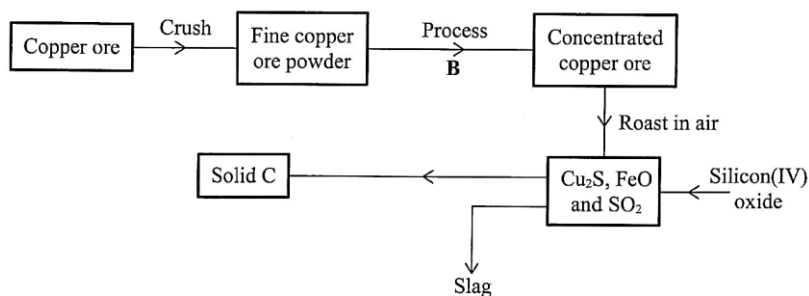 Copper ore
Crush
Fine copper
ore powder
Process
B
Concentrated
copper ore
Roast in air
Solid C
Cu₂S, FeO
and SO₂
Silicon(IV)
oxide
Slag